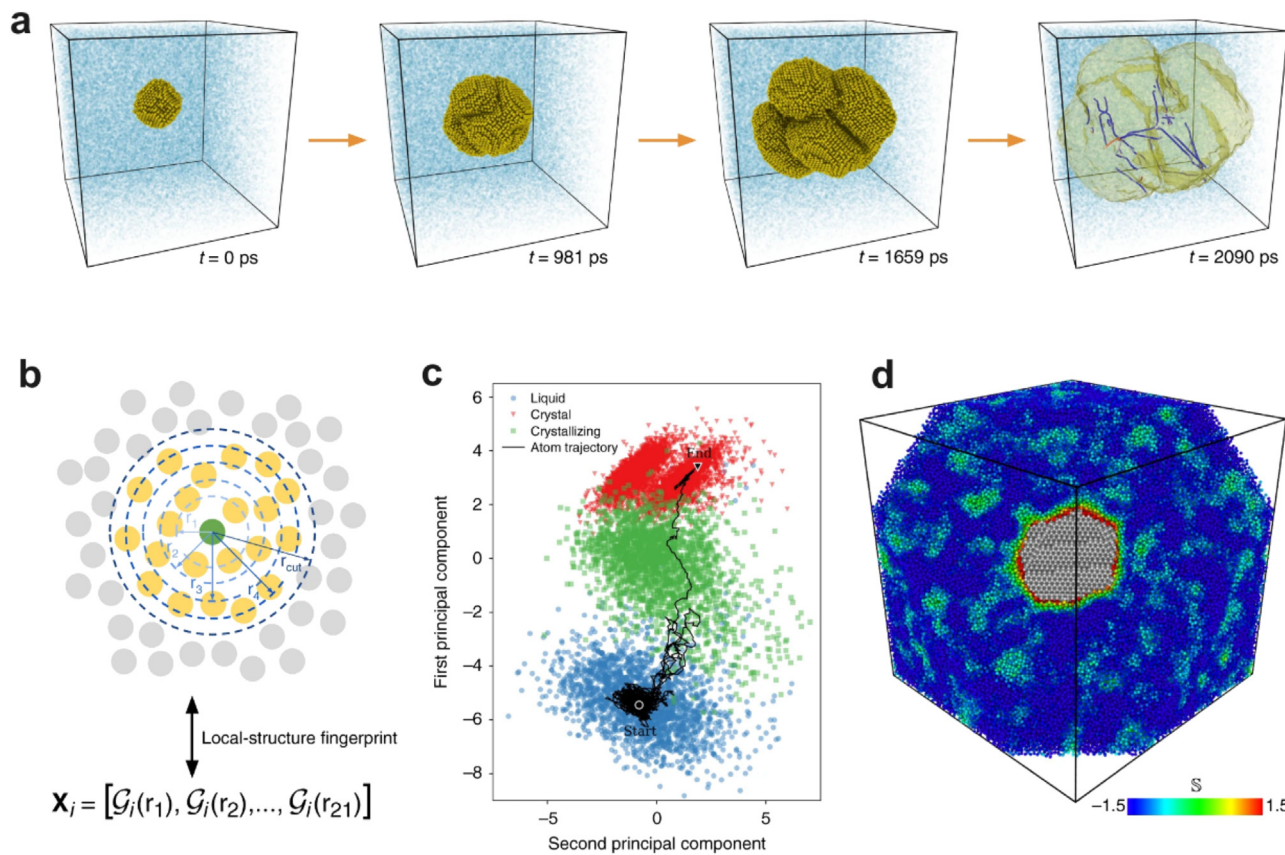 a
t = 0 ps
t = 981 ps
t = 1659 ps
t = 2090 ps
b
r1
r2
r3
r4
rcut
Local-structure fingerprint
𝐱i = [𝒢i(r1), 𝒢i(r2),..., 𝒢i(r21)]
c
Liquid
Crystal
Crystallizing
Atom trajectory
End
Start
6
4
2
0
−2
−4
−6
−8
First principal component
−5
0
5
Second principal component
d
𝕊
−1.5
1.5